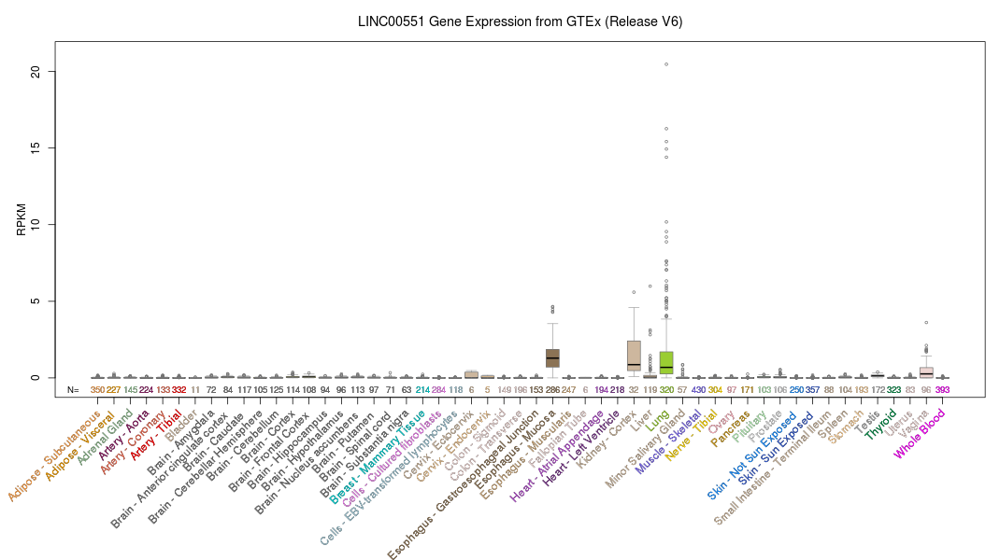 LINC00551 Gene Expression from GTEx (Release V6)
RPKM
20
15
10
5
0
N= 350 227 145 224 133 332 11 72 84 117 105 125 114 108 94 96 113 97 71 63 214 284 118 6 5 149 196 153 286 247 6 194 218 32 119 320 57 430 304 97 171 103 106 250 357 88 104 193 172 323 83 96 393
Adipose - Subcutaneous
Adipose - Visceral
Adrenal Gland
Artery - Aorta
Artery - Coronary
Artery - Tibial
Bladder
Brain - Amygdala
Brain - Anterior cingulate cortex
Brain - Caudate
Brain - Cerebellar Hemisphere
Brain - Cerebellum
Brain - Cortex
Brain - Frontal Cortex
Brain - Hippocampus
Brain - Hypothalamus
Brain - Nucleus accumbens
Brain - Putamen
Brain - Spinal cord
Brain - Substantia nigra
Breast - Mammary Tissue
Cells - Cultured fibroblasts
Cells - EBV-transformed lymphocytes
Cervix - Ectocervix
Cervix - Endocervix
Colon - Sigmoid
Colon - Transverse
Esophagus - Gastroesophageal Junction
Esophagus - Mucosa
Esophagus - Muscularis
Fallopian Tube
Heart - Atrial Appendage
Heart - Left Ventricle
Kidney - Cortex
Liver
Lung
Minor Salivary Gland
Muscle - Skeletal
Nerve - Tibial
Ovary
Pancreas
Pituitary
Prostate
Skin - Not Sun Exposed
Skin - Sun Exposed
Small Intestine - Terminal Ileum
Spleen
Stomach
Testis
Thyroid
Uterus
Vagina
Whole Blood